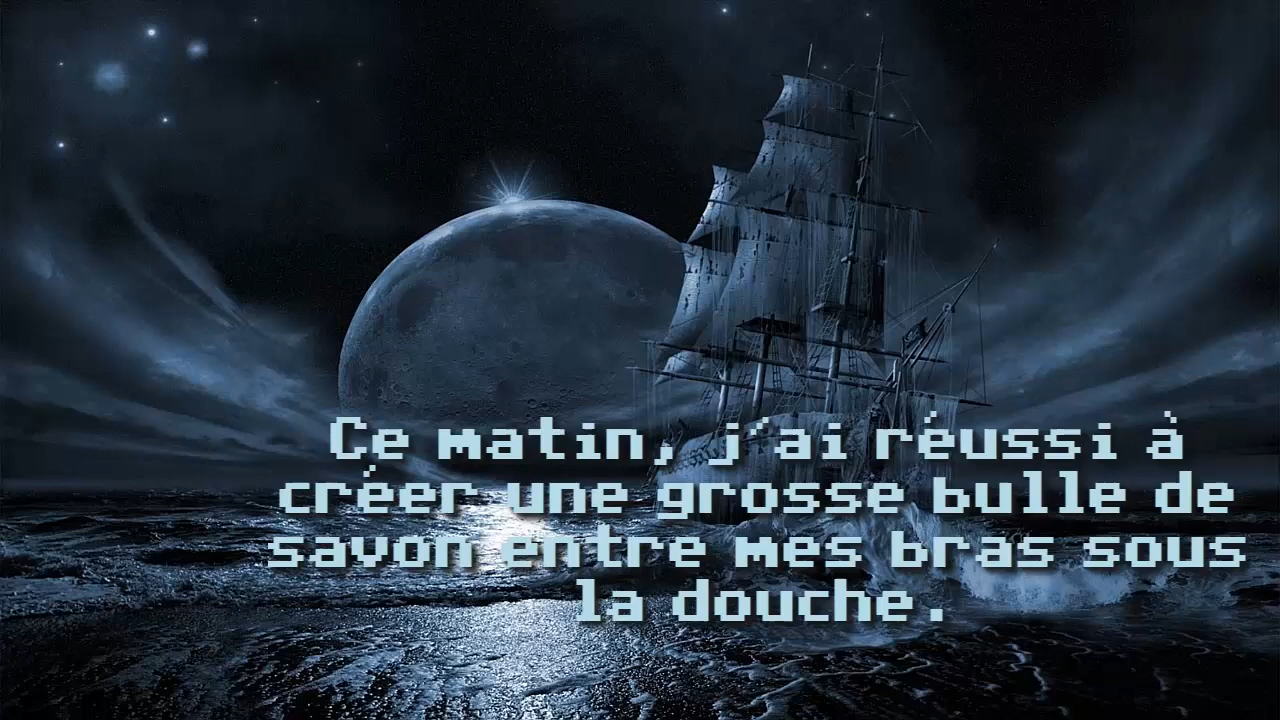 Ce matin, j'ai réussi à
créer une grosse bulle de
savon entre mes bras sous
la douche.